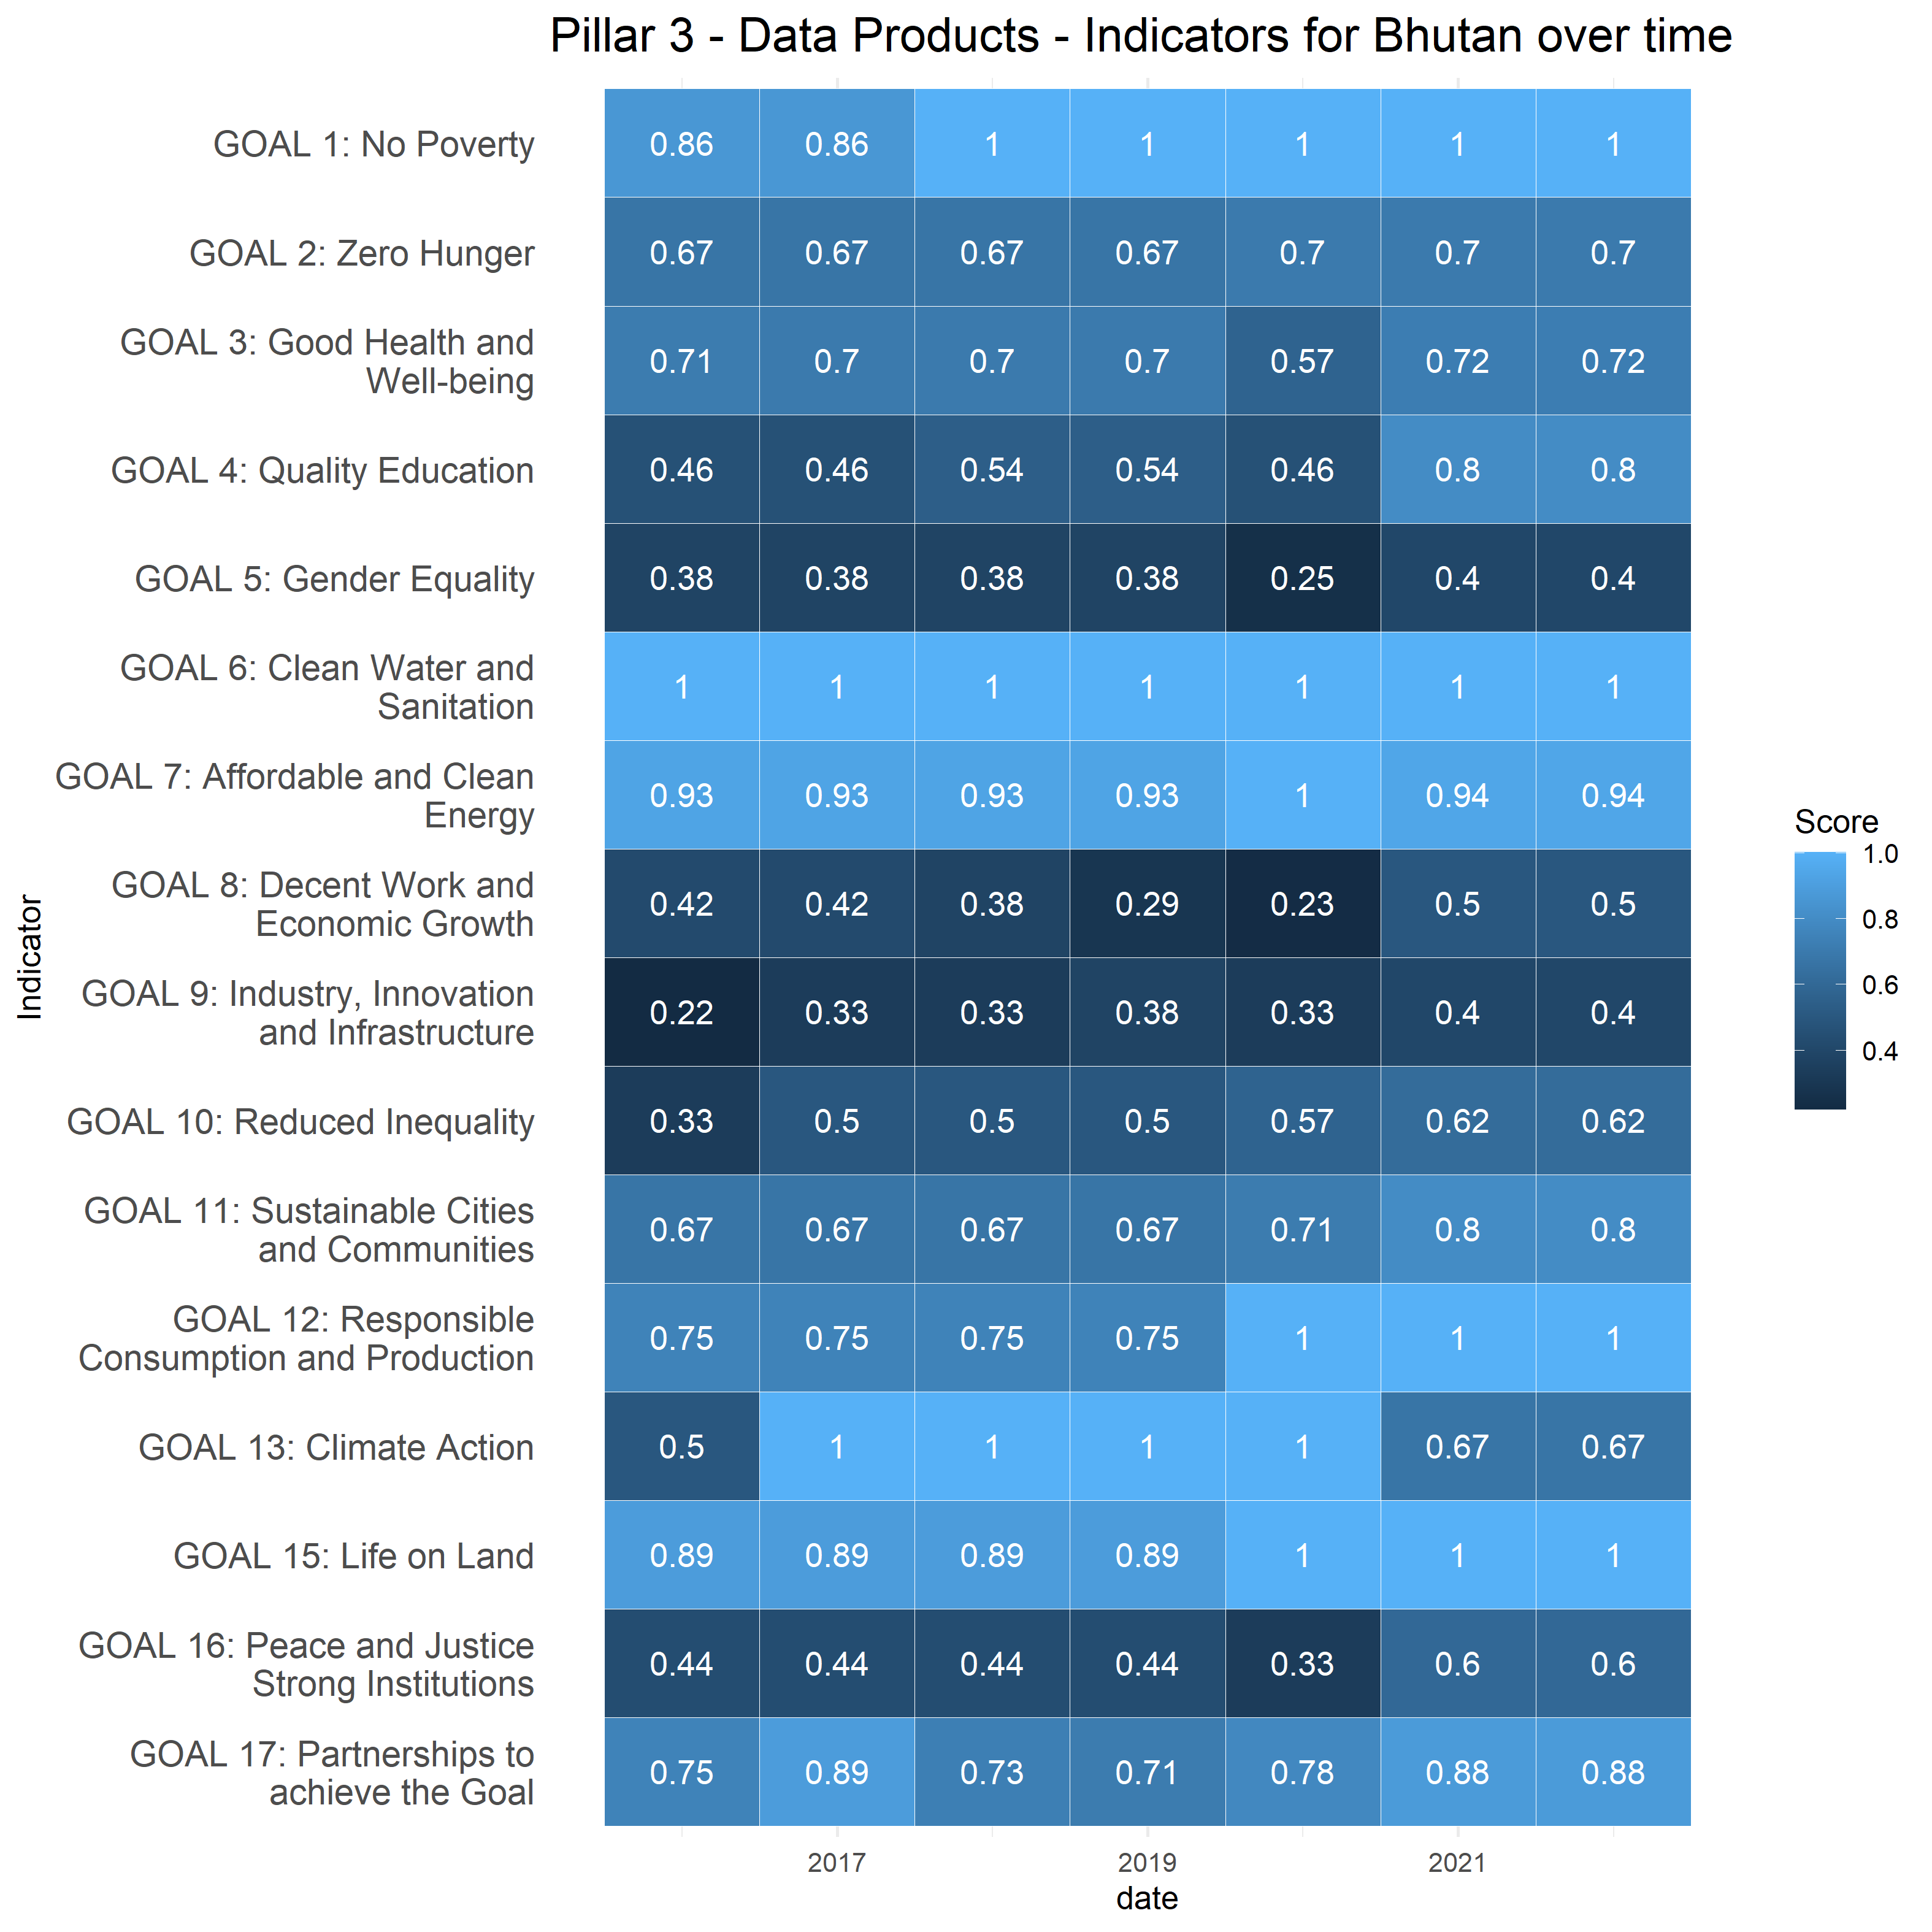 Pillar 3 - Data Products - Indicators for Bhutan over time
GOAL 1: No Poverty
0.86 0.86 1 1 1 1 1
GOAL 2: Zero Hunger
0.67 0.67 0.67 0.67 0.7 0.7 0.7
GOAL 3: Good Health and
Well-being
0.71 0.7 0.7 0.7 0.57 0.72 0.72
GOAL 4: Quality Education
0.46 0.46 0.54 0.54 0.46 0.8 0.8
GOAL 5: Gender Equality
0.38 0.38 0.38 0.38 0.25 0.4 0.4
GOAL 6: Clean Water and
Sanitation
1 1 1 1 1 1 1
GOAL 7: Affordable and Clean
Energy
0.93 0.93 0.93 0.93 1 0.94 0.94
GOAL 8: Decent Work and
Economic Growth
0.42 0.42 0.38 0.29 0.23 0.5 0.5
GOAL 9: Industry, Innovation
and Infrastructure
0.22 0.33 0.33 0.38 0.33 0.4 0.4
GOAL 10: Reduced Inequality
0.33 0.5 0.5 0.5 0.57 0.62 0.62
GOAL 11: Sustainable Cities
and Communities
0.67 0.67 0.67 0.67 0.71 0.8 0.8
GOAL 12: Responsible
Consumption and Production
0.75 0.75 0.75 0.75 1 1 1
GOAL 13: Climate Action
0.5 1 1 1 1 0.67 0.67
GOAL 15: Life on Land
0.89 0.89 0.89 0.89 1 1 1
GOAL 16: Peace and Justice
Strong Institutions
0.44 0.44 0.44 0.44 0.33 0.6 0.6
GOAL 17: Partnerships to
achieve the Goal
0.75 0.89 0.73 0.71 0.78 0.88 0.88
2017 2019 2021
date
Indicator
Score
1.0
0.8
0.6
0.4